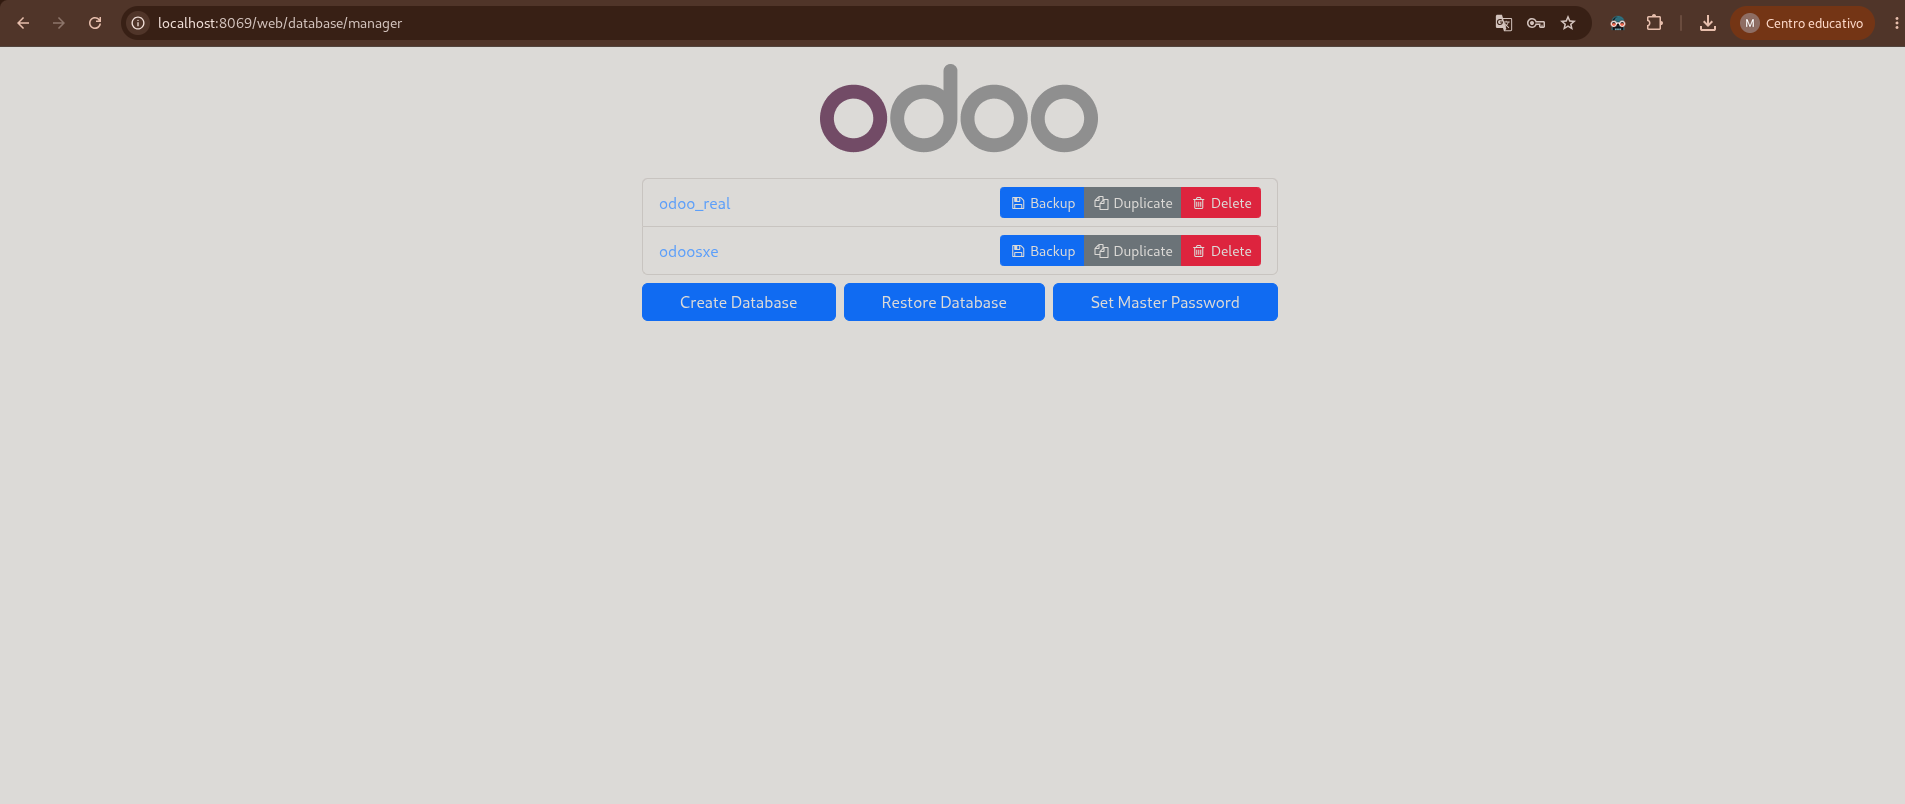 localhost:8069/web/database/manager
M Centro educativo
odoo
odoo_real Backup Duplicate Delete
odoosxe Backup Duplicate Delete
Create Database Restore Database Set Master Password